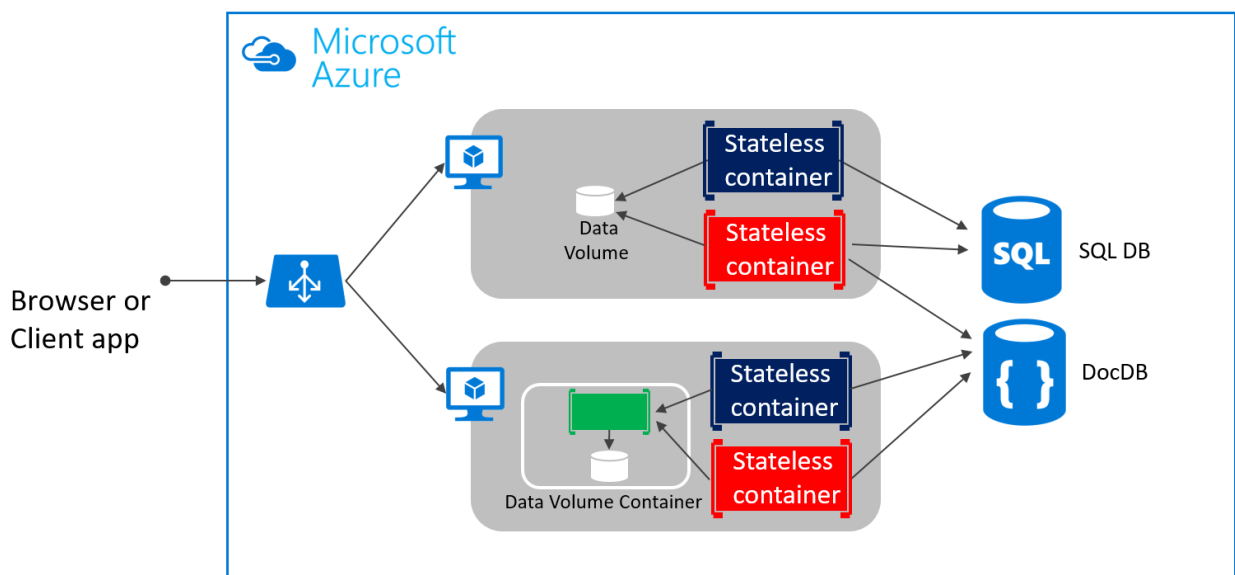 Microsoft
Azure
Browser or
Client app
Stateless
container
Data
Volume
Stateless
container
SQL
SQL DB
Stateless
container
{ }
DocDB
Stateless
container
Data Volume Container